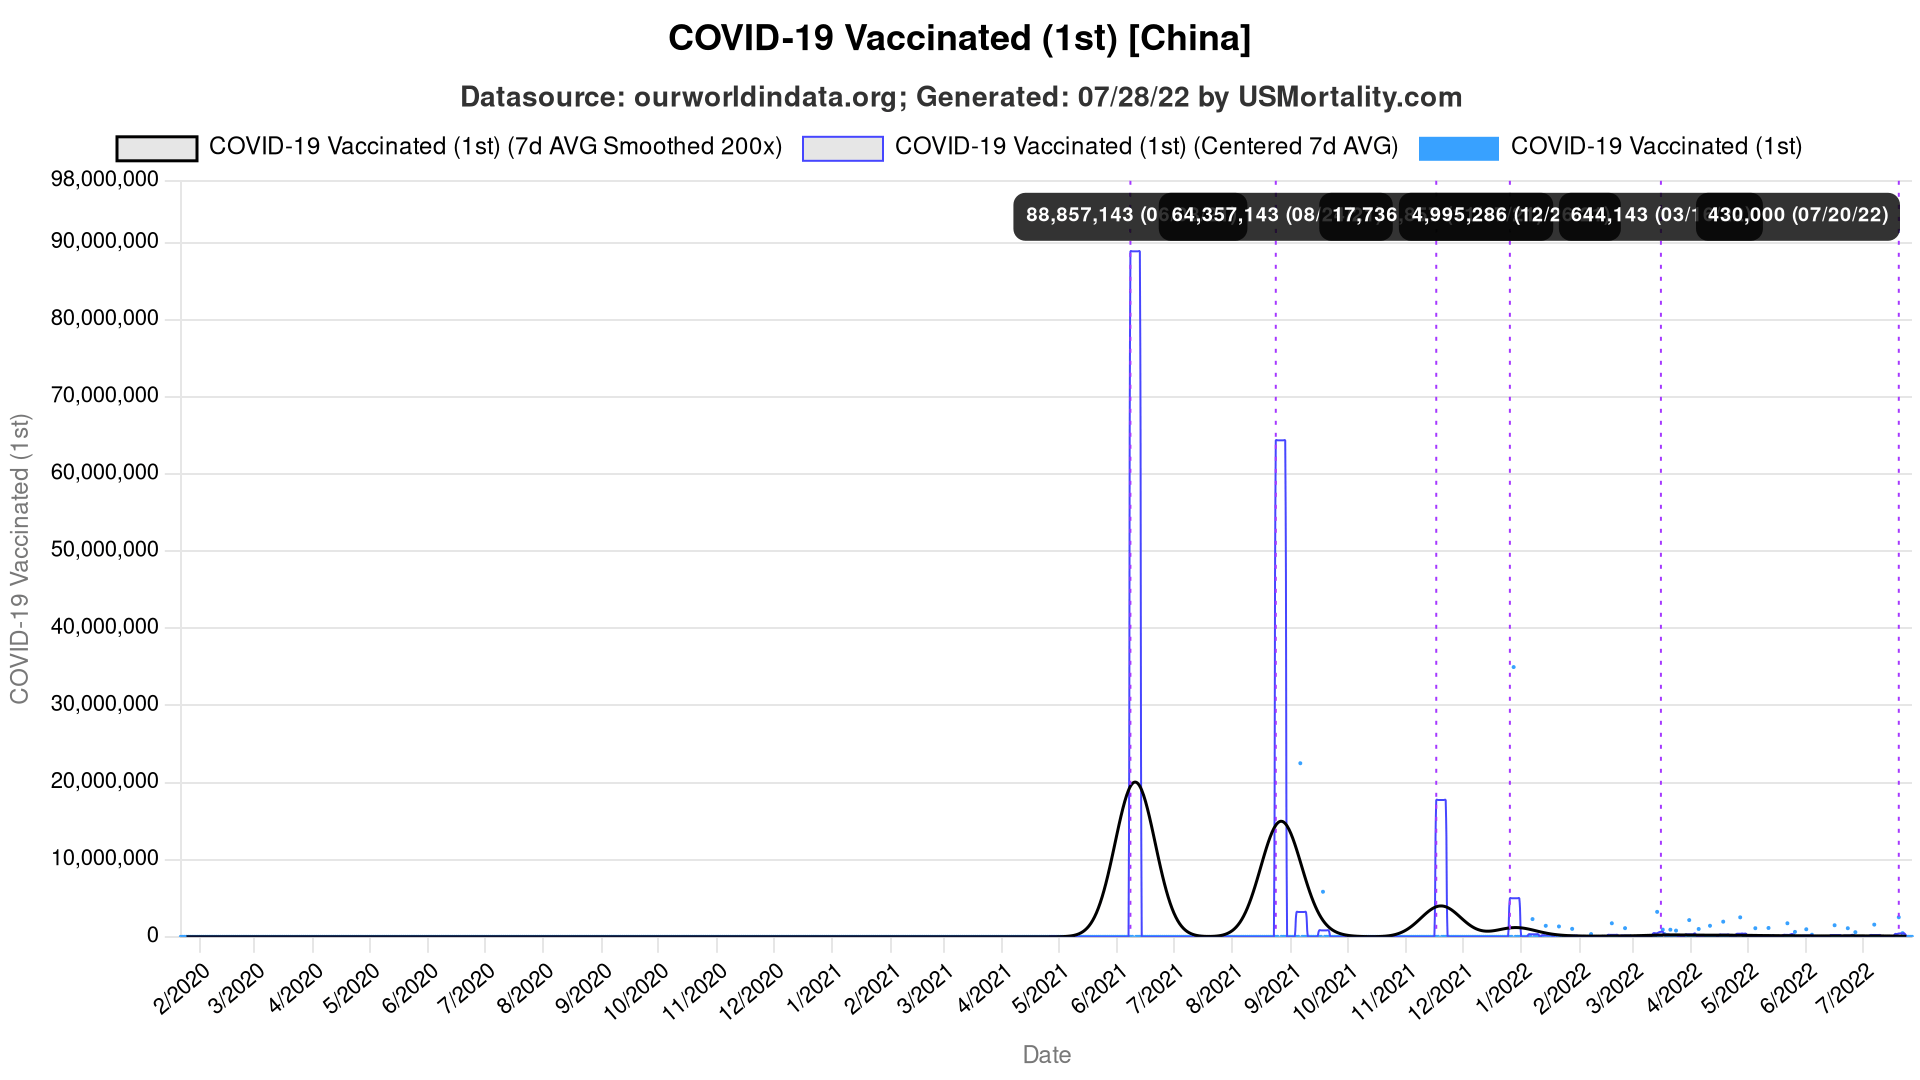 COVID-19 Vaccinated (1st) [China]
Datasource: ourworldindata.org; Generated: 07/28/22 by USMortality.com
COVID-19 Vaccinated (1st) (7d AVG Smoothed 200x) COVID-19 Vaccinated (1st) (Centered 7d AVG) COVID-19 Vaccinated (1st)
88,857,143 (06 64,357,143 (08/2 17,736 4,995,286 (12/26 644,143 (03/16 430,000 (07/20/22)
98,000,000
90,000,000
80,000,000
70,000,000
60,000,000
50,000,000
40,000,000
30,000,000
20,000,000
10,000,000
0
COVID-19 Vaccinated (1st)
2/2020 3/2020 4/2020 5/2020 6/2020 7/2020 8/2020 9/2020 10/2020 11/2020 12/2020 1/2021 2/2021 3/2021 4/2021 5/2021 6/2021 7/2021 8/2021 9/2021 10/2021 11/2021 12/2021 1/2022 2/2022 3/2022 4/2022 5/2022 6/2022 7/2022
Date